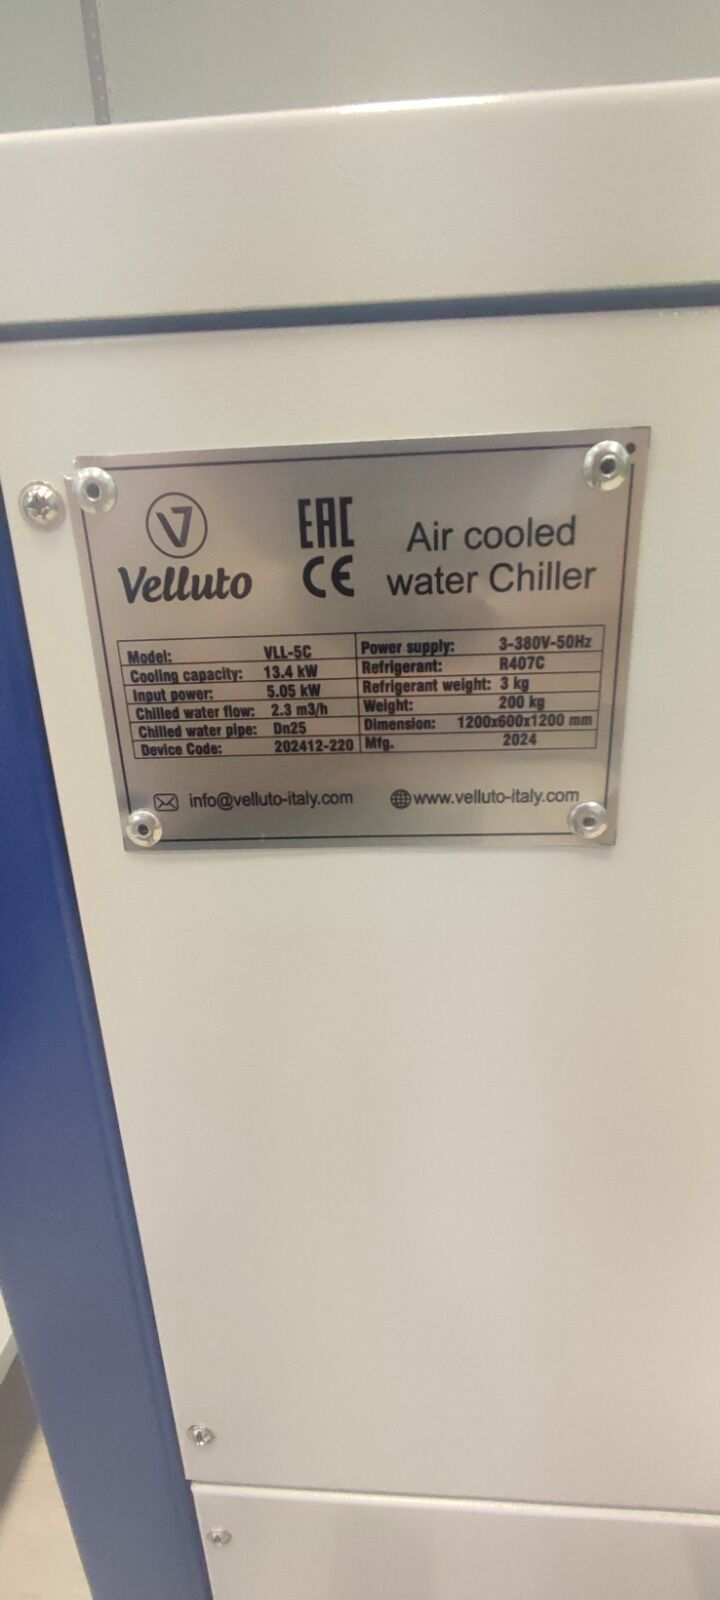 V
Velluto
EAC
CE
Air cooled
water Chiller
Model: VLL-5C
Cooling capacity: 13.4 kW
Input power: 5.05 kW
Chilled water flow: 2.3 m3/h
Chilled water pipe: Dn25
Device Code: 202412-220
Power supply: 3-380V-50Hz
Refrigerant: R407C
Refrigerant weight: 3 kg
Weight: 200 kg
Dimension: 1200x600x1200 mm
Mfg. 2024
info@velluto-italy.com
www.velluto-italy.com